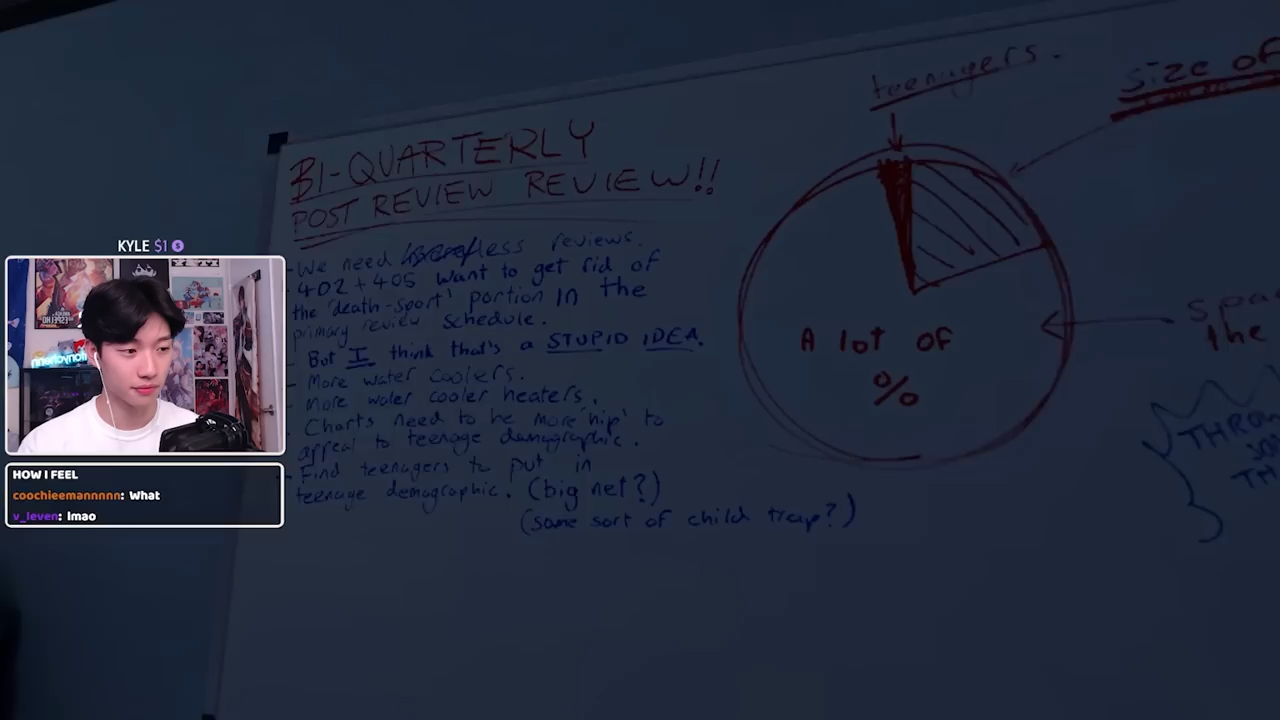 BI-QUARTERLY
POST REVIEW REVIEW!!
- We need less reviews.
- 402 + 405 want to get rid of
the 'death-sport' portion in the
primary review schedule.
- But I think that's a STUPID IDEA.
- More water coolers.
- More water cooler heaters.
- Charts need to be more 'hip' to
appeal to teenage demographic.
- Find teenagers to put in
teenage demographic. (big net?)
(some sort of child trap?)
teenagers.
size of
A lot of
%
the
KYLE $1
HOW I FEEL
coochieemannnnn: What
v_leven: lmao